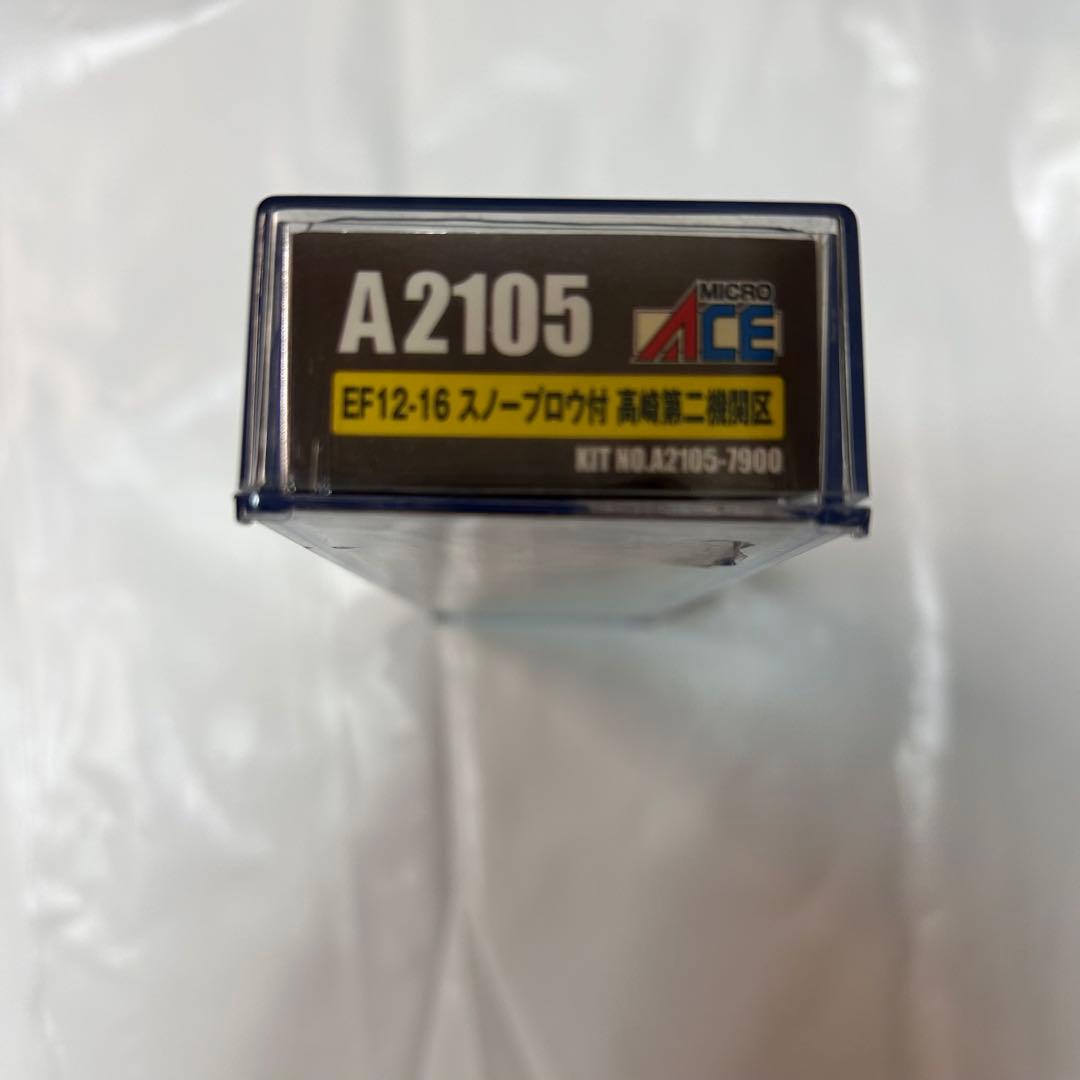 A2105
MICRO
ACE
EF12-16 スノープロウ付 高崎第二機関区
KIT NO.A2105-7900